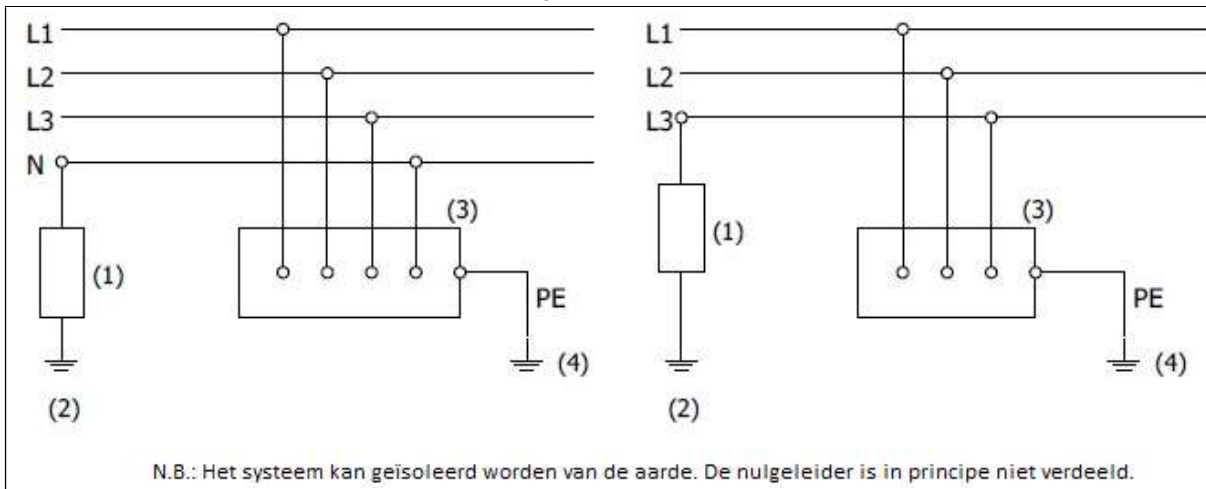 L1
L2
L3
N
(1)
(2)
(3)
PE
(4)
L1
L2
L3
(1)
(2)
(3)
PE
(4)
N.B.: Het systeem kan geïsoleerd worden van de aarde. De nulgeleider is in principe niet verdeeld.